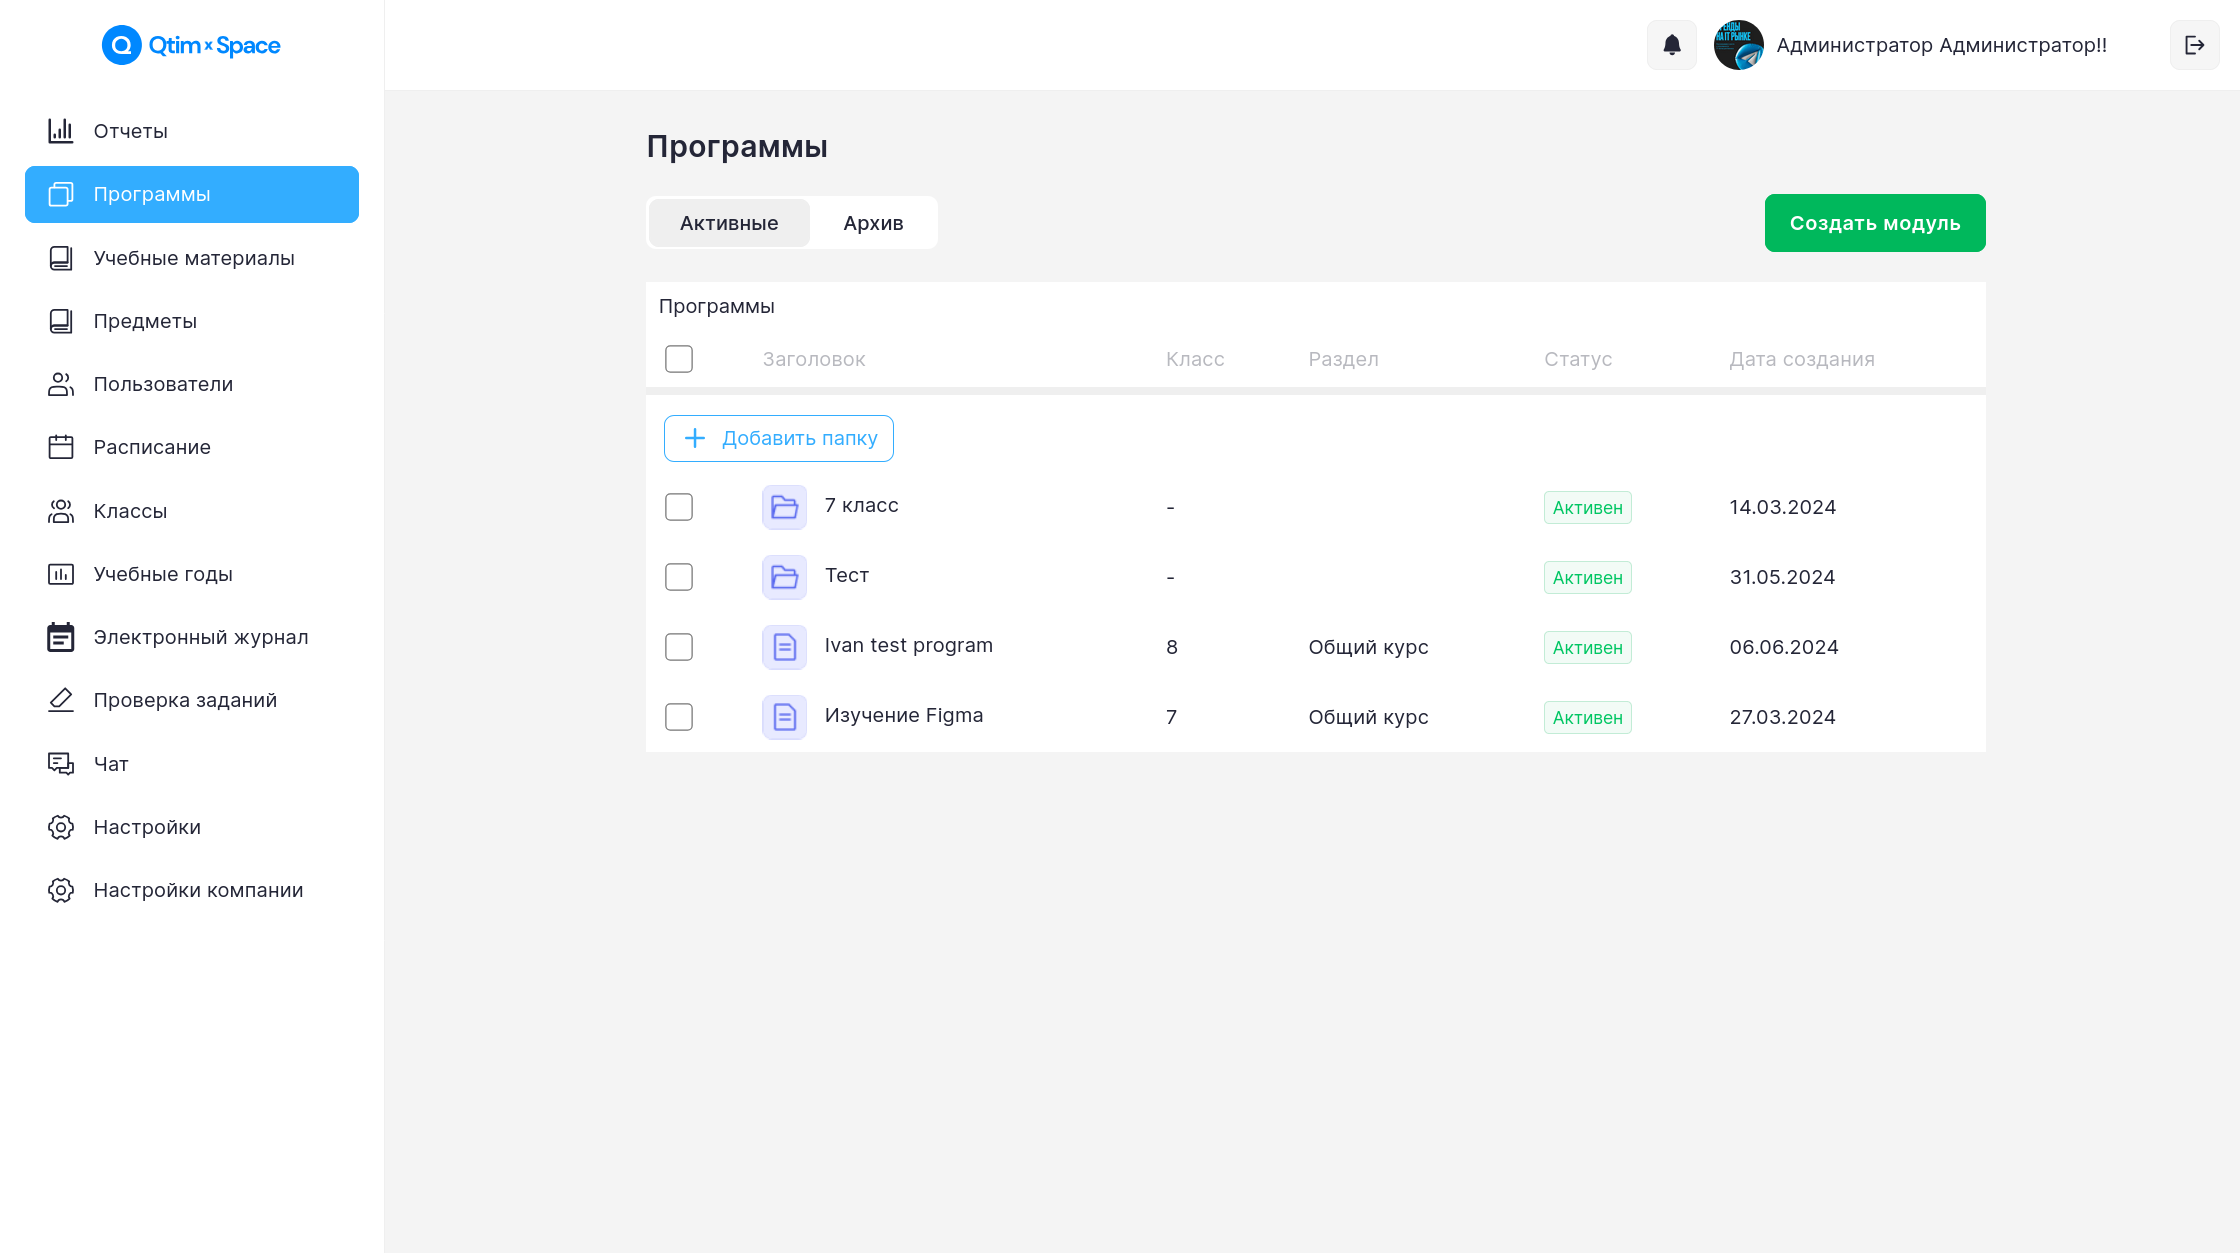 Qtim x Space
Администратор Администратор!!
Отчеты
Программы
Учебные материалы
Предметы
Пользователи
Расписание
Классы
Учебные годы
Электронный журнал
Проверка заданий
Чат
Настройки
Настройки компании
Программы
Активные Архив
Создать модуль
Программы
Заголовок Класс Раздел Статус Дата создания
Добавить папку
7 класс - Активен 14.03.2024
Тест - Активен 31.05.2024
Ivan test program 8 Общий курс Активен 06.06.2024
Изучение Figma 7 Общий курс Активен 27.03.2024